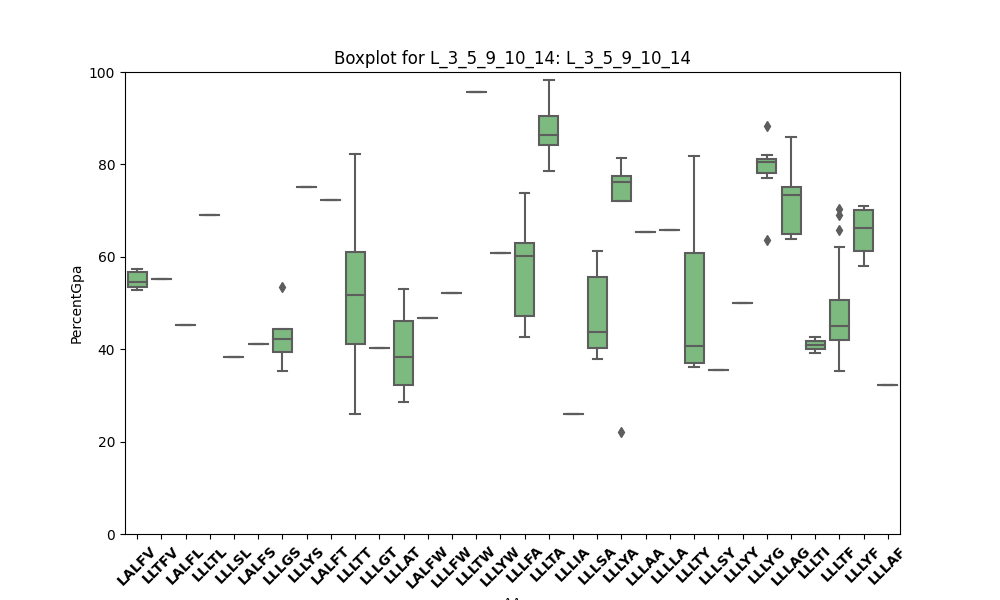 Boxplot for L_3_5_9_10_14: L_3_5_9_10_14
100
80
60
40
20
0
PercentGpa
LALFV
LLTFV
LALFL
LLLTL
LLLSL
LALFS
LLLGS
LLLYS
LALFT
LLLTT
LLLGT
LLLAT
LALFW
LLLFW
LLLTW
LLLYW
LLLFA
LLLTA
LLLIA
LLLSA
LLLYA
LLLAA
LLLLA
LLLTY
LLLSY
LLLYY
LLLYG
LLLAG
LLLTI
LLLTF
LLLYF
LLLAF